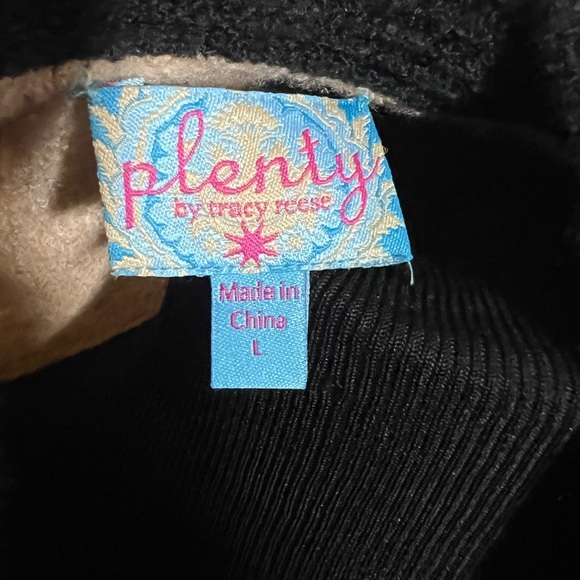 plenty
by tracy reese
Made in
China
L